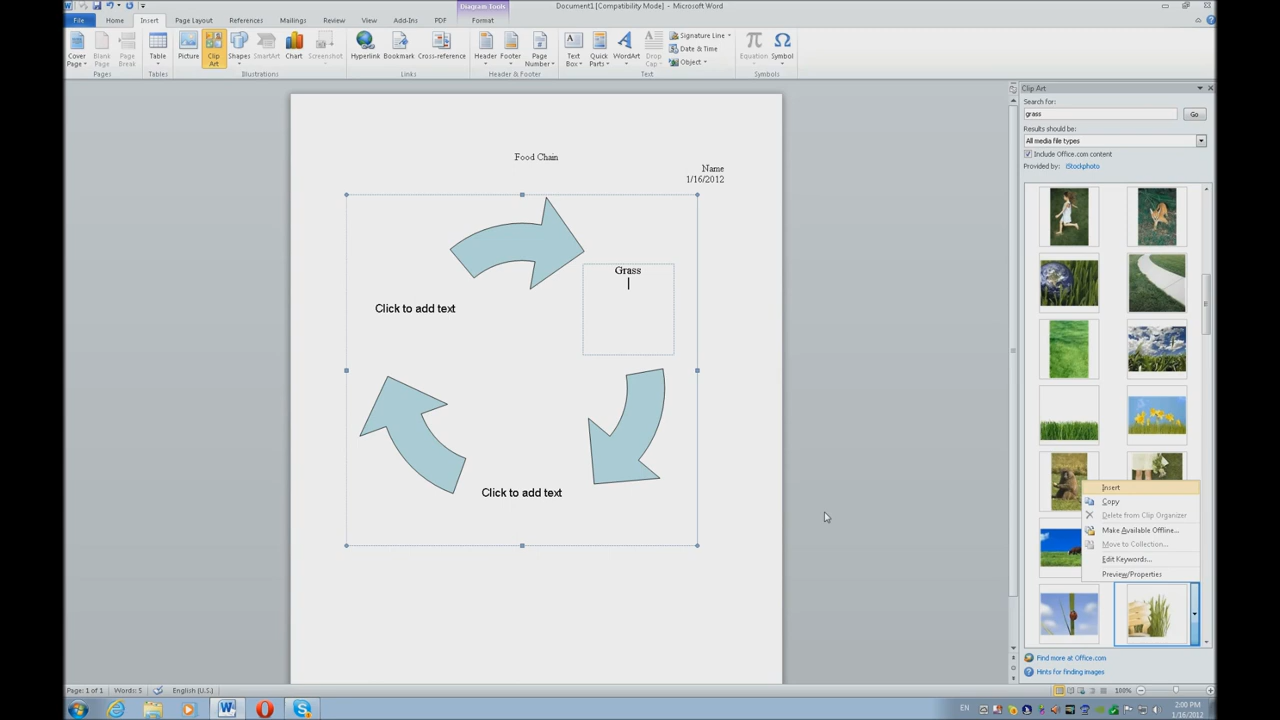 Document1 [Compatibility Mode] - Microsoft Word
Diagram Tools
File Home Insert Page Layout References Mailings Review View Add-Ins PDF Format
Cover Page
Blank Page
Page Break
Table
Picture
Clip Art
Shapes
SmartArt
Chart
Screenshot
Hyperlink
Bookmark
Cross-reference
Header
Footer
Page Number
Text Box
Quick Parts
WordArt
Drop Cap
Signature Line
Date & Time
Object
Equation
Symbol
Pages Tables Illustrations Links Header & Footer Text Symbols
Food Chain
Name
1/16/2012
Grass
Click to add text
Click to add text
Clip Art
Search for:
grass
Go
Results should be:
All media file types
Include Office.com content
Provided by: iStockphoto
Insert
Copy
Delete from Clip Organizer
Make Available Offline...
Move to Collection...
Edit Keywords...
Preview/Properties
Find more at Office.com
Hints for finding images
Page: 1 of 1 Words: 5 English (U.S.) 100%
EN 2:00 PM
1/16/2012